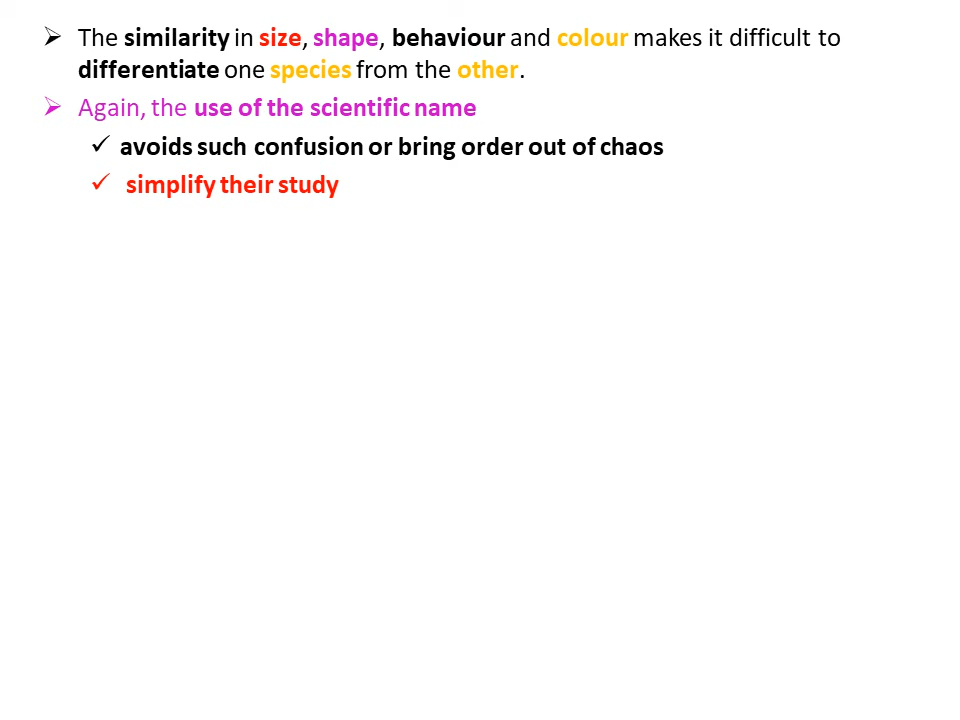 ➢ The similarity in size, shape, behaviour and colour makes it difficult to
differentiate one species from the other.
➢ Again, the use of the scientific name
✓ avoids such confusion or bring order out of chaos
✓ simplify their study